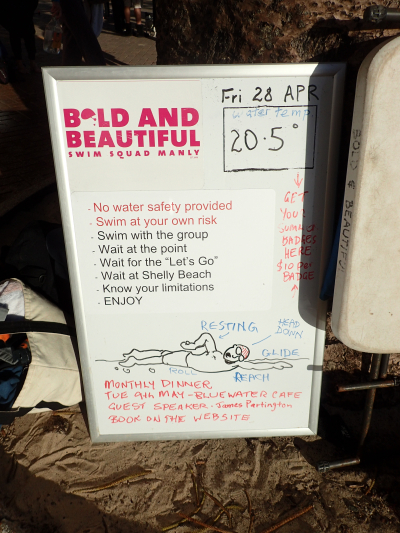 Fri 28 APR
Water temp
20.5°
BOLD AND
BEAUTIFUL
SWIM SQUAD MANLY
- No water safety provided
- Swim at your own risk
- Swim with the group
- Wait at the point
- Wait for the "Let's Go"
- Wait at Shelly Beach
- Know your limitations
- ENJOY
GET
YOUR
BADGES
HERE
BADGE
RESTING
HEAD
DOWN
GLIDE
ROLL
REACH
MONTHLY DINNER
TUE 9th MAY - BLUEWATER CAFE
GUEST SPEAKER - James Partington
BOOK ON THE WEBSITE
BOLD & BEAUTIFUL